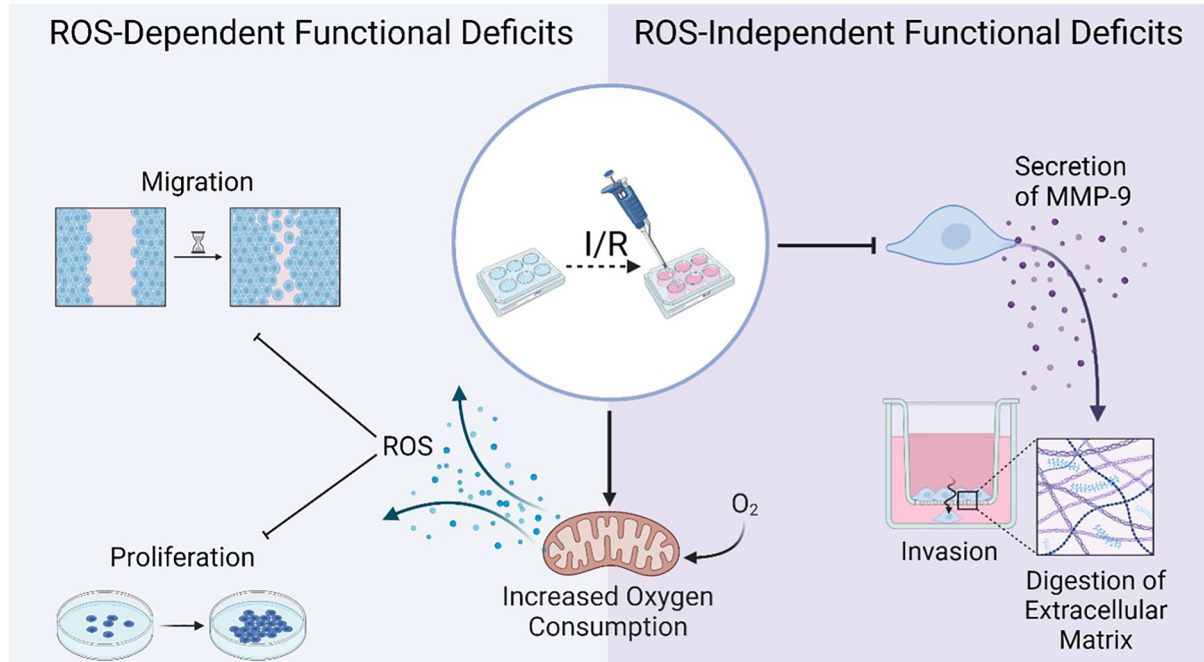 ROS-Dependent Functional Deficits
ROS-Independent Functional Deficits
Migration
I/R
Secretion
of MMP-9
ROS
O₂
Proliferation
Increased Oxygen
Consumption
Invasion
Digestion of
Extracellular
Matrix